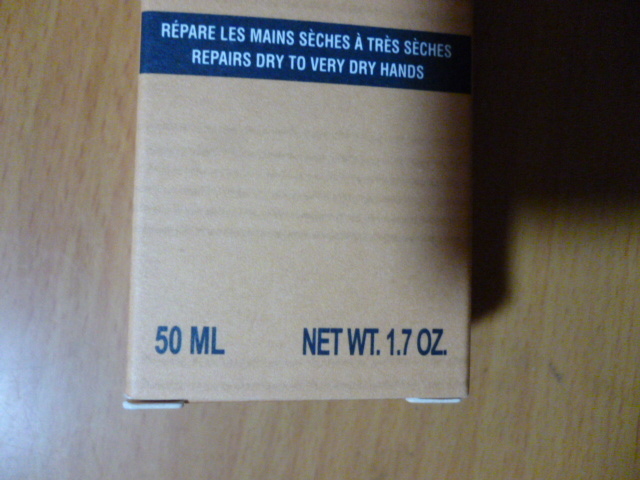 RÉPARE LES MAINS SÈCHES À TRÈS SÈCHES
REPAIRS DRY TO VERY DRY HANDS
50 ML NET WT. 1.7 OZ.